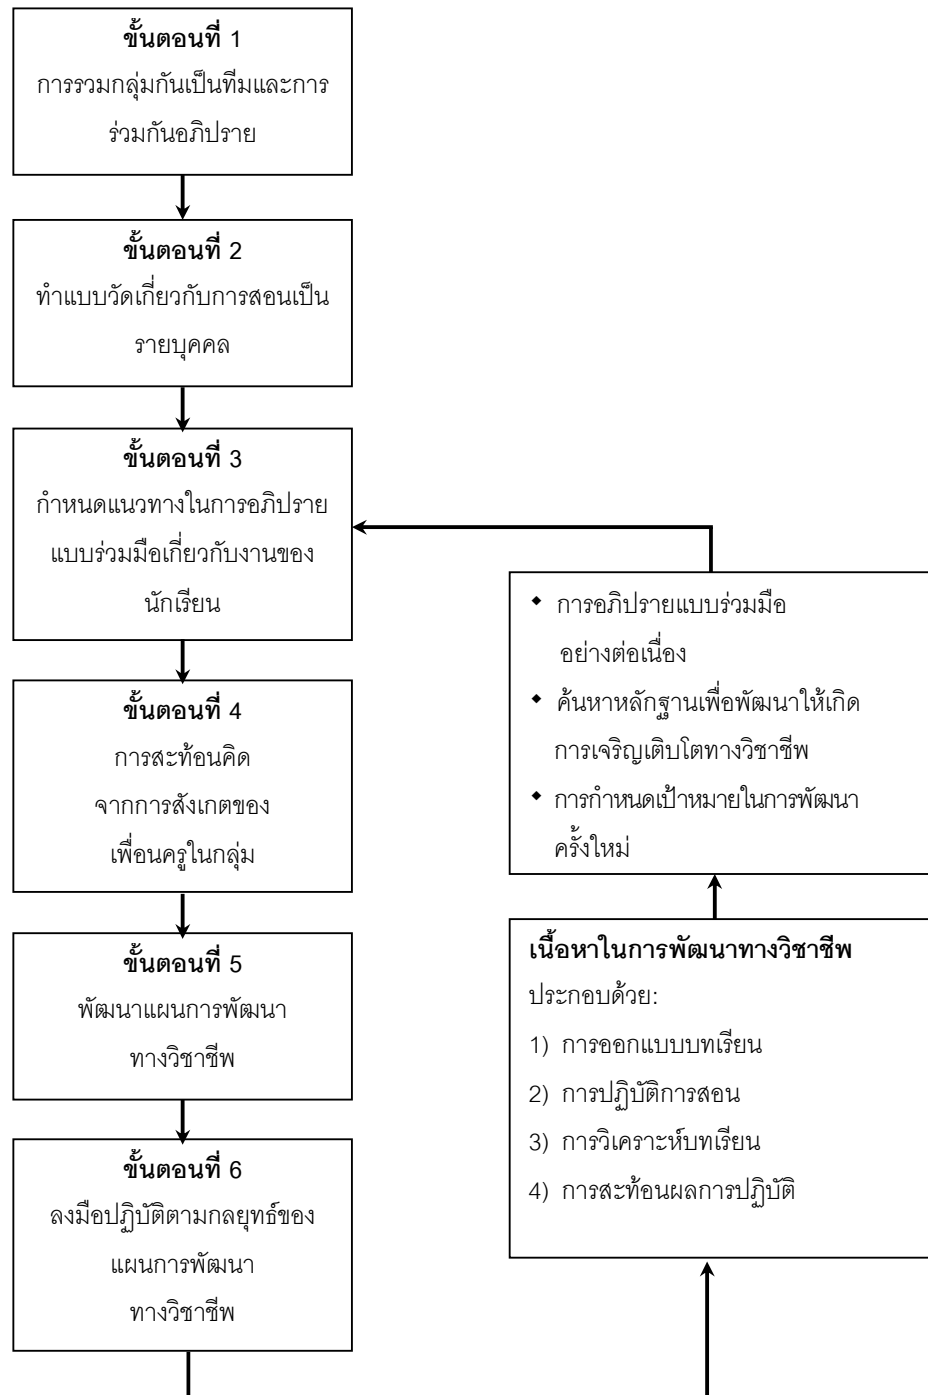 ขั้นตอนที่ 1
การรวมกลุ่มกันเป็นทีมและการ
ร่วมกันอภิปราย
ขั้นตอนที่ 2
ทำแบบวัดเกี่ยวกับการสอนเป็น
รายบุคคล
ขั้นตอนที่ 3
กำหนดแนวทางในการอภิปราย
แบบร่วมมือเกี่ยวกับงานของ
นักเรียน
ขั้นตอนที่ 4
การสะท้อนคิด
จากการสังเกตของ
เพื่อนครูในกลุ่ม
ขั้นตอนที่ 5
พัฒนาแผนการพัฒนา
ทางวิชาชีพ
ขั้นตอนที่ 6
ลงมือปฏิบัติตามกลยุทธ์ของ
แผนการพัฒนา
ทางวิชาชีพ
เนื้อหาในการพัฒนาทางวิชาชีพ
ประกอบด้วย:
1) การออกแบบบทเรียน
2) การปฏิบัติการสอน
3) การวิเคราะห์บทเรียน
4) การสะท้อนผลการปฏิบัติ
◆ การอภิปรายแบบร่วมมือ
อย่างต่อเนื่อง
◆ ค้นหาหลักฐานเพื่อพัฒนาให้เกิด
การเจริญเติบโตทางวิชาชีพ
◆ การกำหนดเป้าหมายในการพัฒนา
ครั้งใหม่